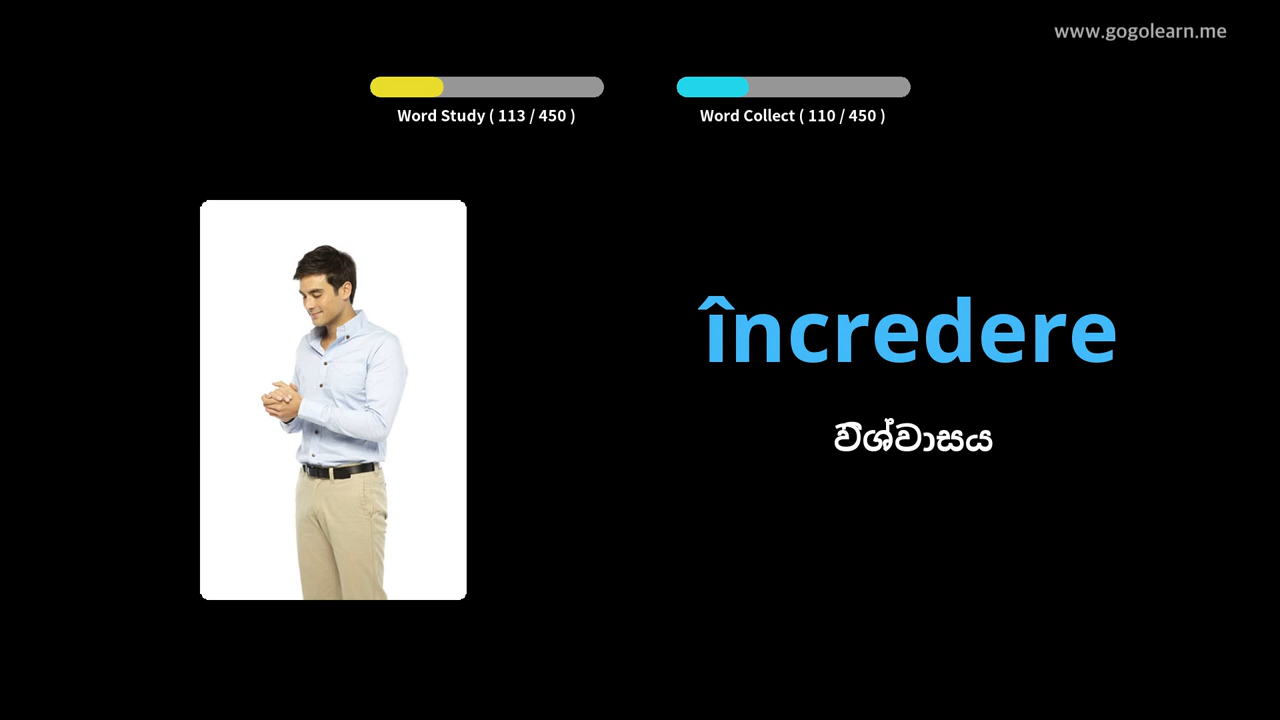 www.gogolearn.me
Word Study ( 113 / 450 )
Word Collect ( 110 / 450 )
încredere
විශ්වාසය